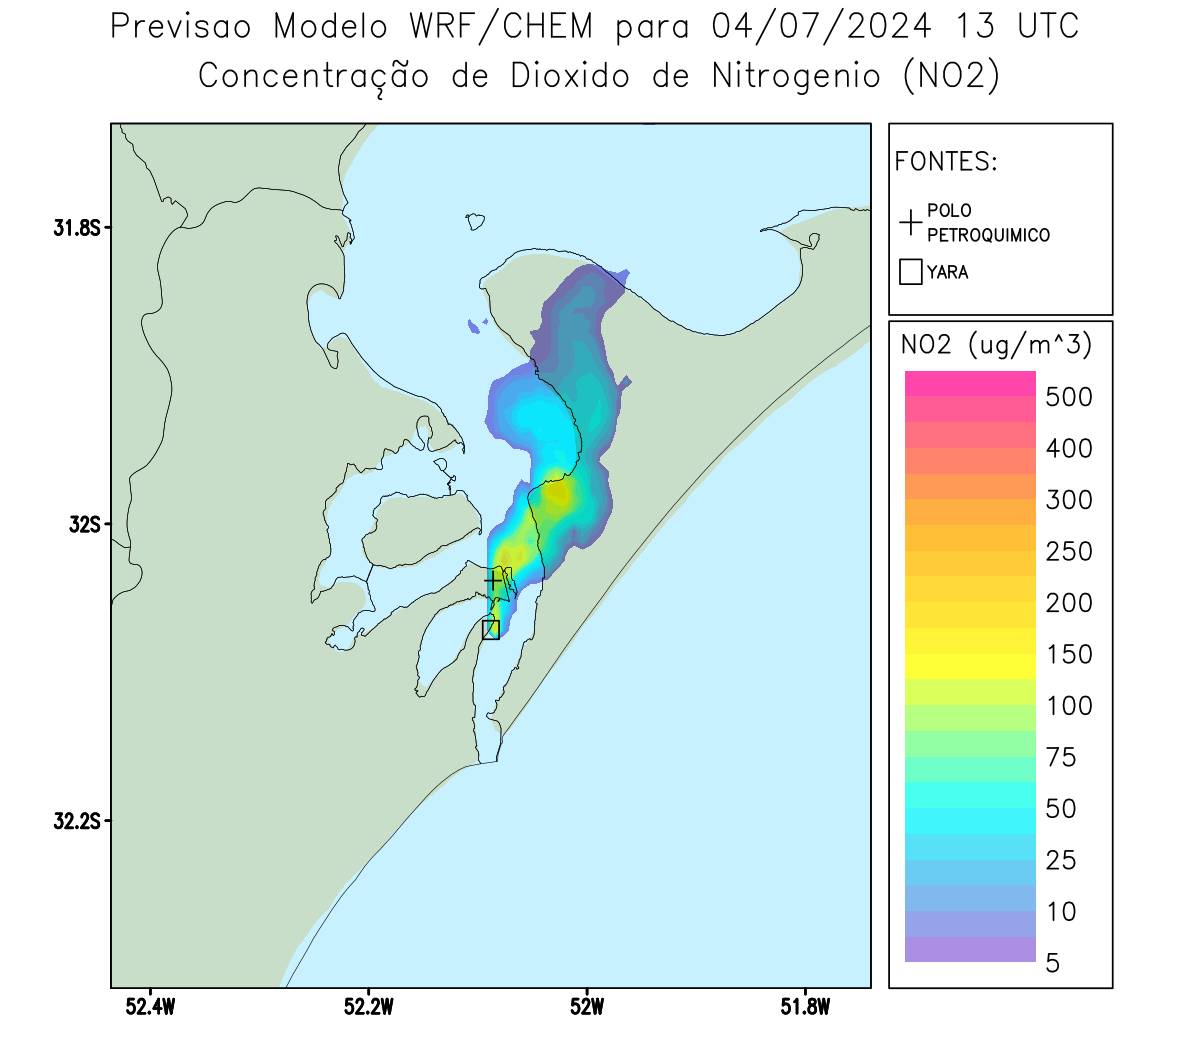 Previsao Modelo WRF/CHEM para 04/07/2024 13 UTC
Concentração de Dioxido de Nitrogenio (NO2)
FONTES:
POLO
PETROQUIMICO
YARA
NO2 (ug/m^3)
500
400
300
250
200
150
100
75
50
25
10
5
31.8S
32S
32.2S
52.4W
52.2W
52W
51.8W